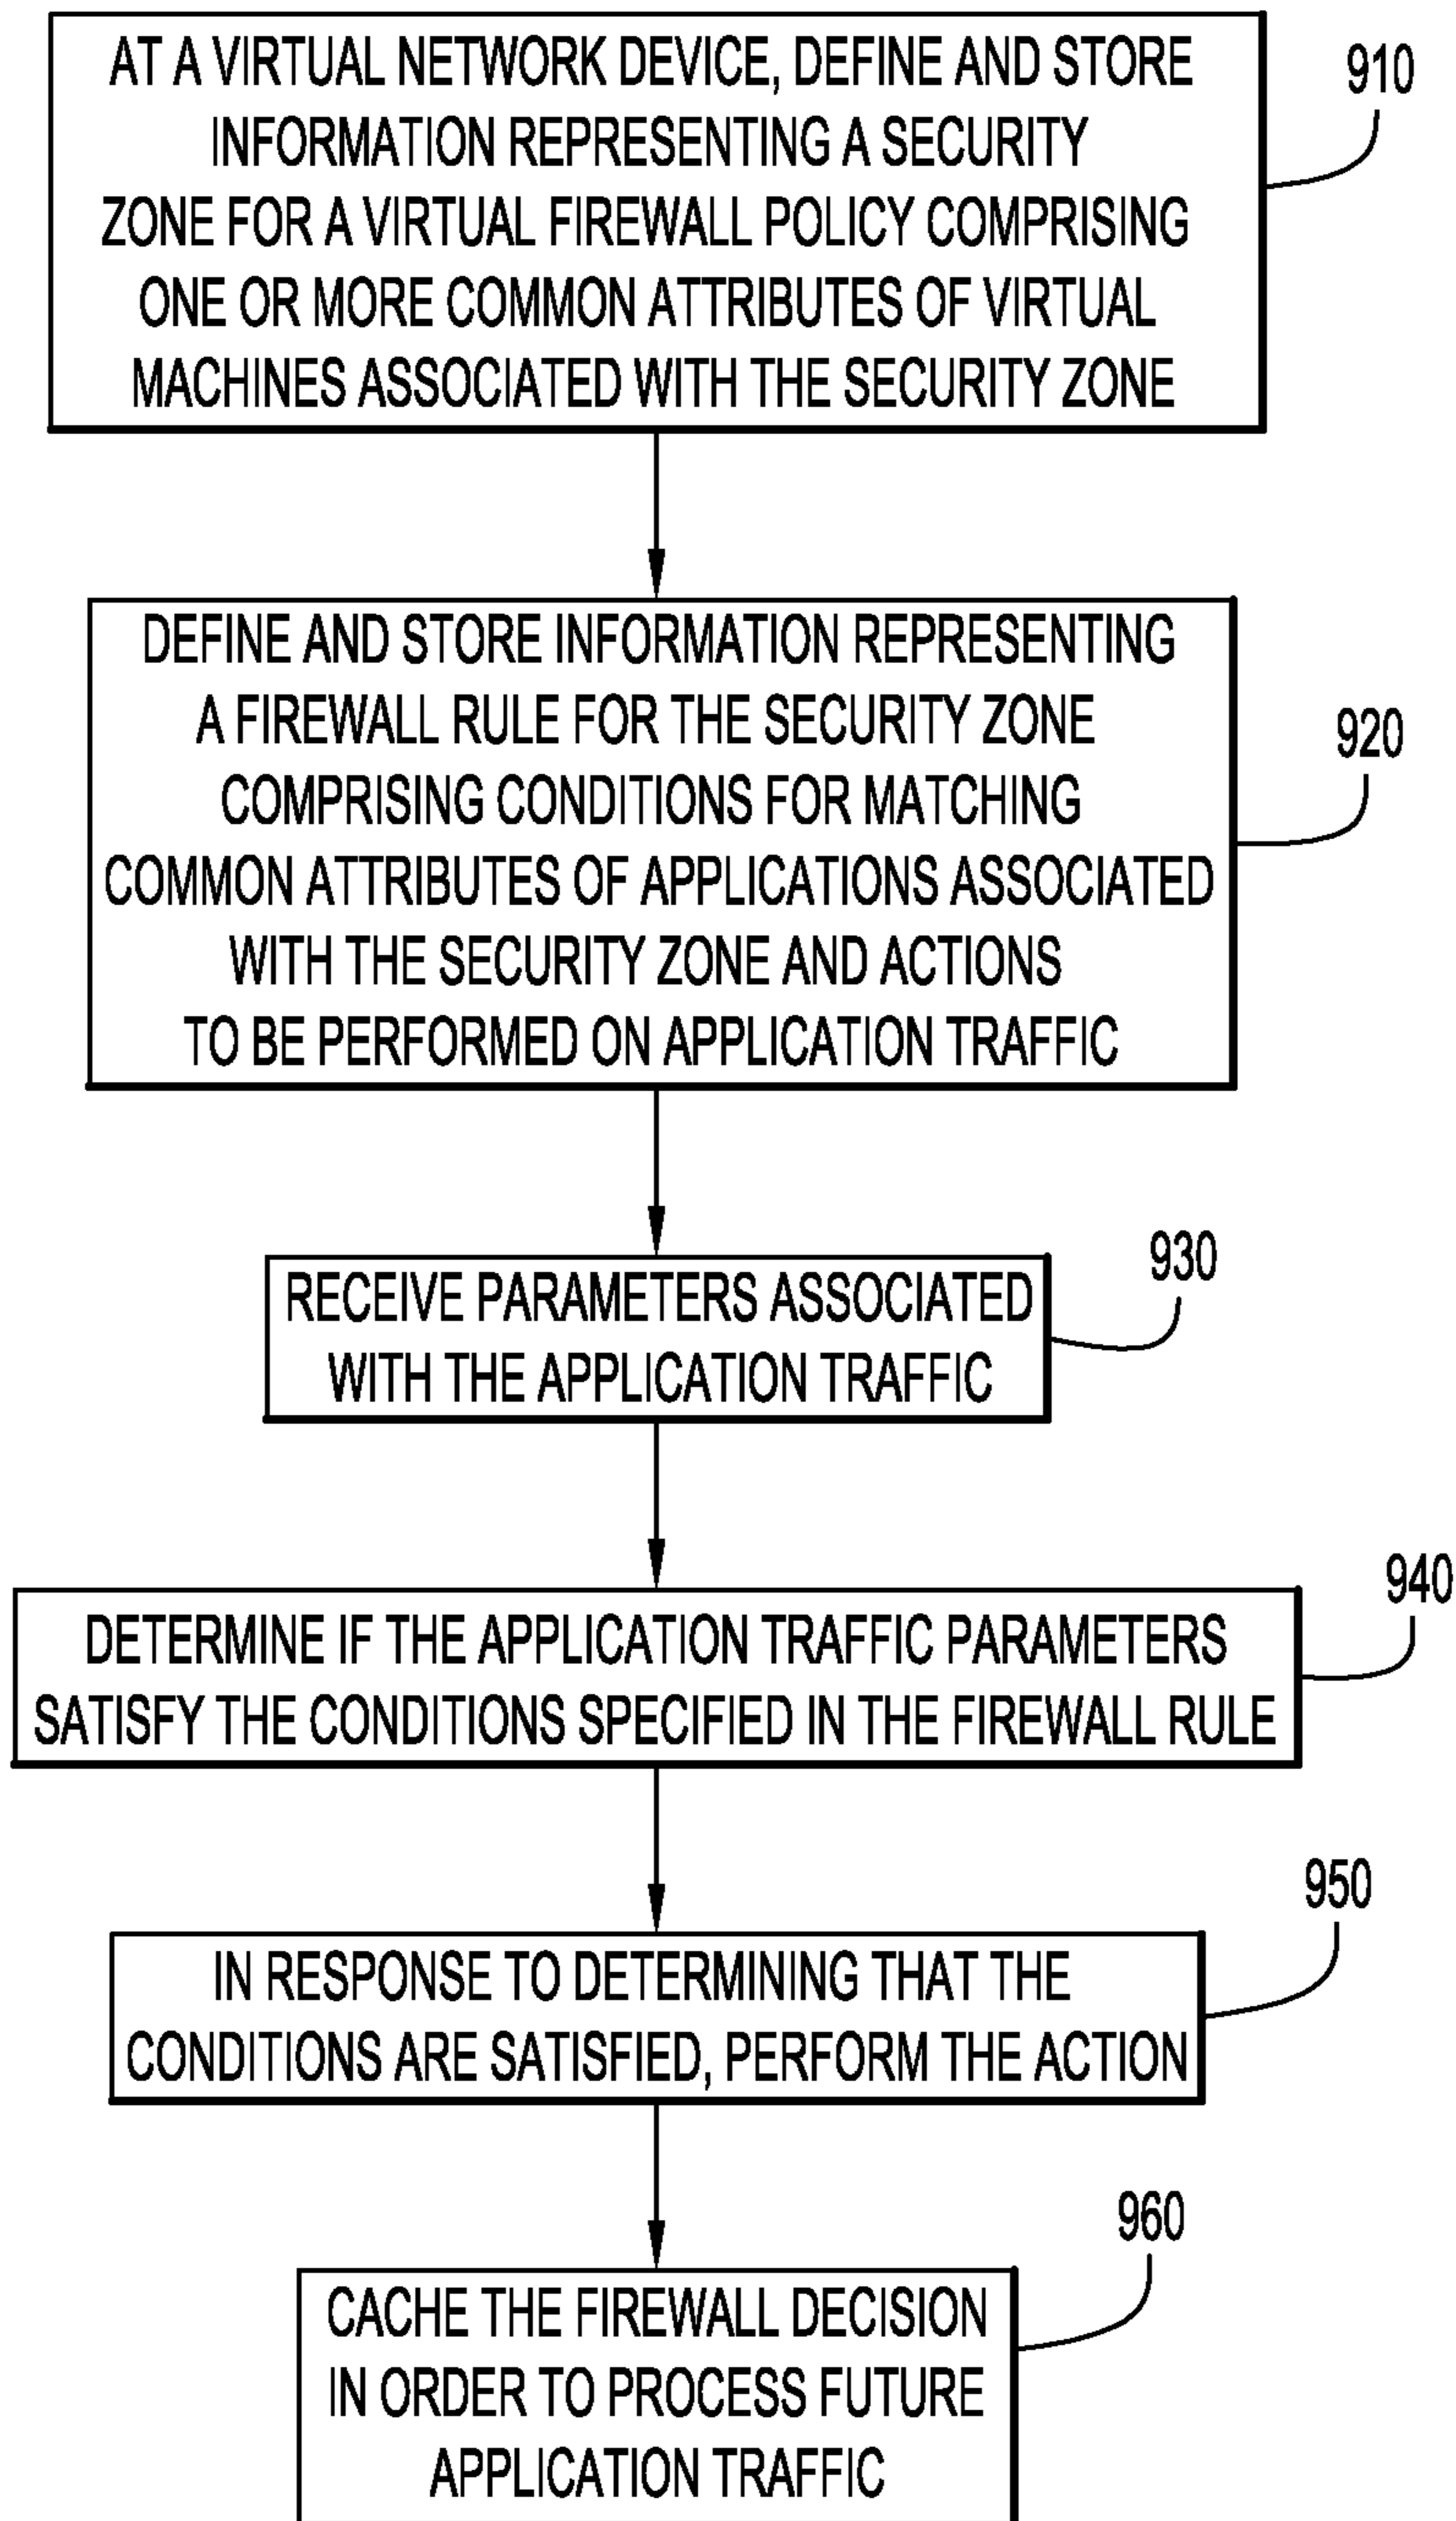 AT A VIRTUAL NETWORK DEVICE, DEFINE AND STORE
INFORMATION REPRESENTING A SECURITY
ZONE FOR A VIRTUAL FIREWALL POLICY COMPRISING
ONE OR MORE COMMON ATTRIBUTES OF VIRTUAL
MACHINES ASSOCIATED WITH THE SECURITY ZONE
910
DEFINE AND STORE INFORMATION REPRESENTING
A FIREWALL RULE FOR THE SECURITY ZONE
COMPRISING CONDITIONS FOR MATCHING
COMMON ATTRIBUTES OF APPLICATIONS ASSOCIATED
WITH THE SECURITY ZONE AND ACTIONS
TO BE PERFORMED ON APPLICATION TRAFFIC
920
RECEIVE PARAMETERS ASSOCIATED
WITH THE APPLICATION TRAFFIC
930
DETERMINE IF THE APPLICATION TRAFFIC PARAMETERS
SATISFY THE CONDITIONS SPECIFIED IN THE FIREWALL RULE
940
IN RESPONSE TO DETERMINING THAT THE
CONDITIONS ARE SATISFIED, PERFORM THE ACTION
950
CACHE THE FIREWALL DECISION
IN ORDER TO PROCESS FUTURE
APPLICATION TRAFFIC
960